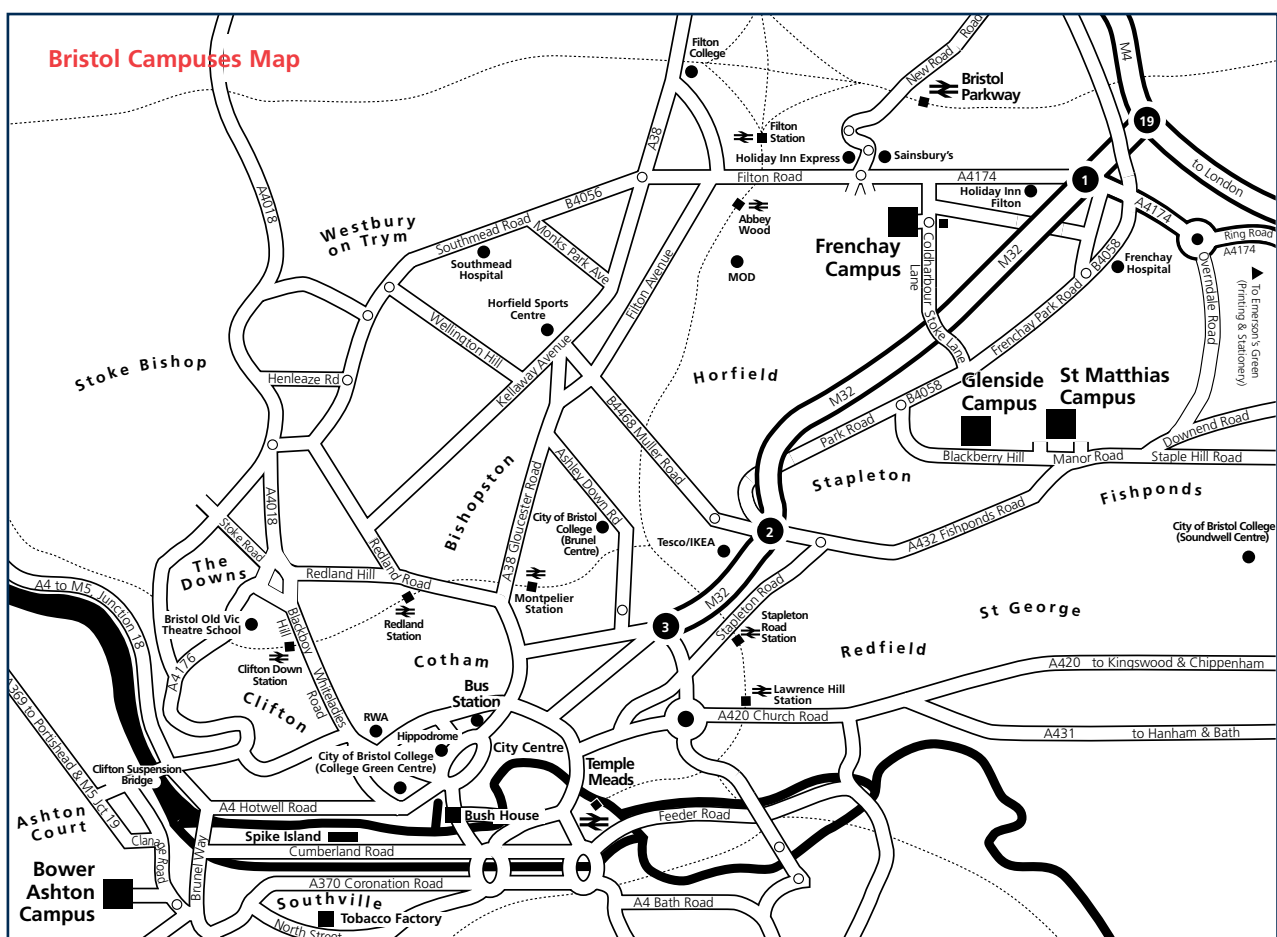 Bristol Campuses Map
Filton
College
New Road
Road
M4
Bristol
Parkway
19
to London
A38
Filton
Station
Holiday Inn Express
Sainsbury's
Filton Road
A4174
1
Holiday Inn
Filton
A4174
Ring Road
A4174
A4018
Westbury
on Trym
B4056
Southmead Road
Monks Park Ave
Southmead
Hospital
Abbey
Wood
MOD
Frenchay
Campus
Coldharbour
Lane
M32
B4058
Frenchay
Hospital
Overndale Road
To Emerson's Green
(Printing & Stationery)
Horfield Sports
Centre
Filton Avenue
Wellington Hill
Kellaway Avenue
Stoke Lane
Frenchay Park Road
Stoke Bishop
Henleaze Rd
Horfield
M32
B4058
Park Road
Glenside
Campus
St Matthias
Campus
B4468 Muller Road
Downend Road
Blackberry Hill
Manor Road
Staple Hill Road
Bishopston
Ashley Down Rd
A38 Gloucester Road
Stapleton
Fishponds
A4018
Stoke Road
City of Bristol
College
(Brunel
Centre)
Tesco/IKEA
2
A432 Fishponds Road
City of Bristol College
(Soundwell Centre)
The
Downs
Redland Hill
Redland Road
Montpelier
Station
M32
Stapleton Road
A4 to M5, Junction 18
Bristol Old Vic
Theatre School
Blackboy
Hill
Redland
Station
3
Stapleton
Road
Station
St George
Redfield
A4176
Clifton Down
Station
Cotham
A420 to Kingswood & Chippenham
A369 to Portishead & M5 Jct 19
Clifton
Whiteladies
Road
Bus
Station
Lawrence Hill
Station
RWA
Hippodrome
A420 Church Road
A431 to Hanham & Bath
City of Bristol College
(College Green Centre)
City Centre
Clifton Suspension
Bridge
Temple
Meads
A4 Hotwell Road
Bush House
Feeder Road
Ashton
Court
Clanage
Road
Spike Island
Cumberland Road
Brunel Way
Bower
Ashton
Campus
A370 Coronation Road
Southville
A4 Bath Road
Tobacco Factory
North Street